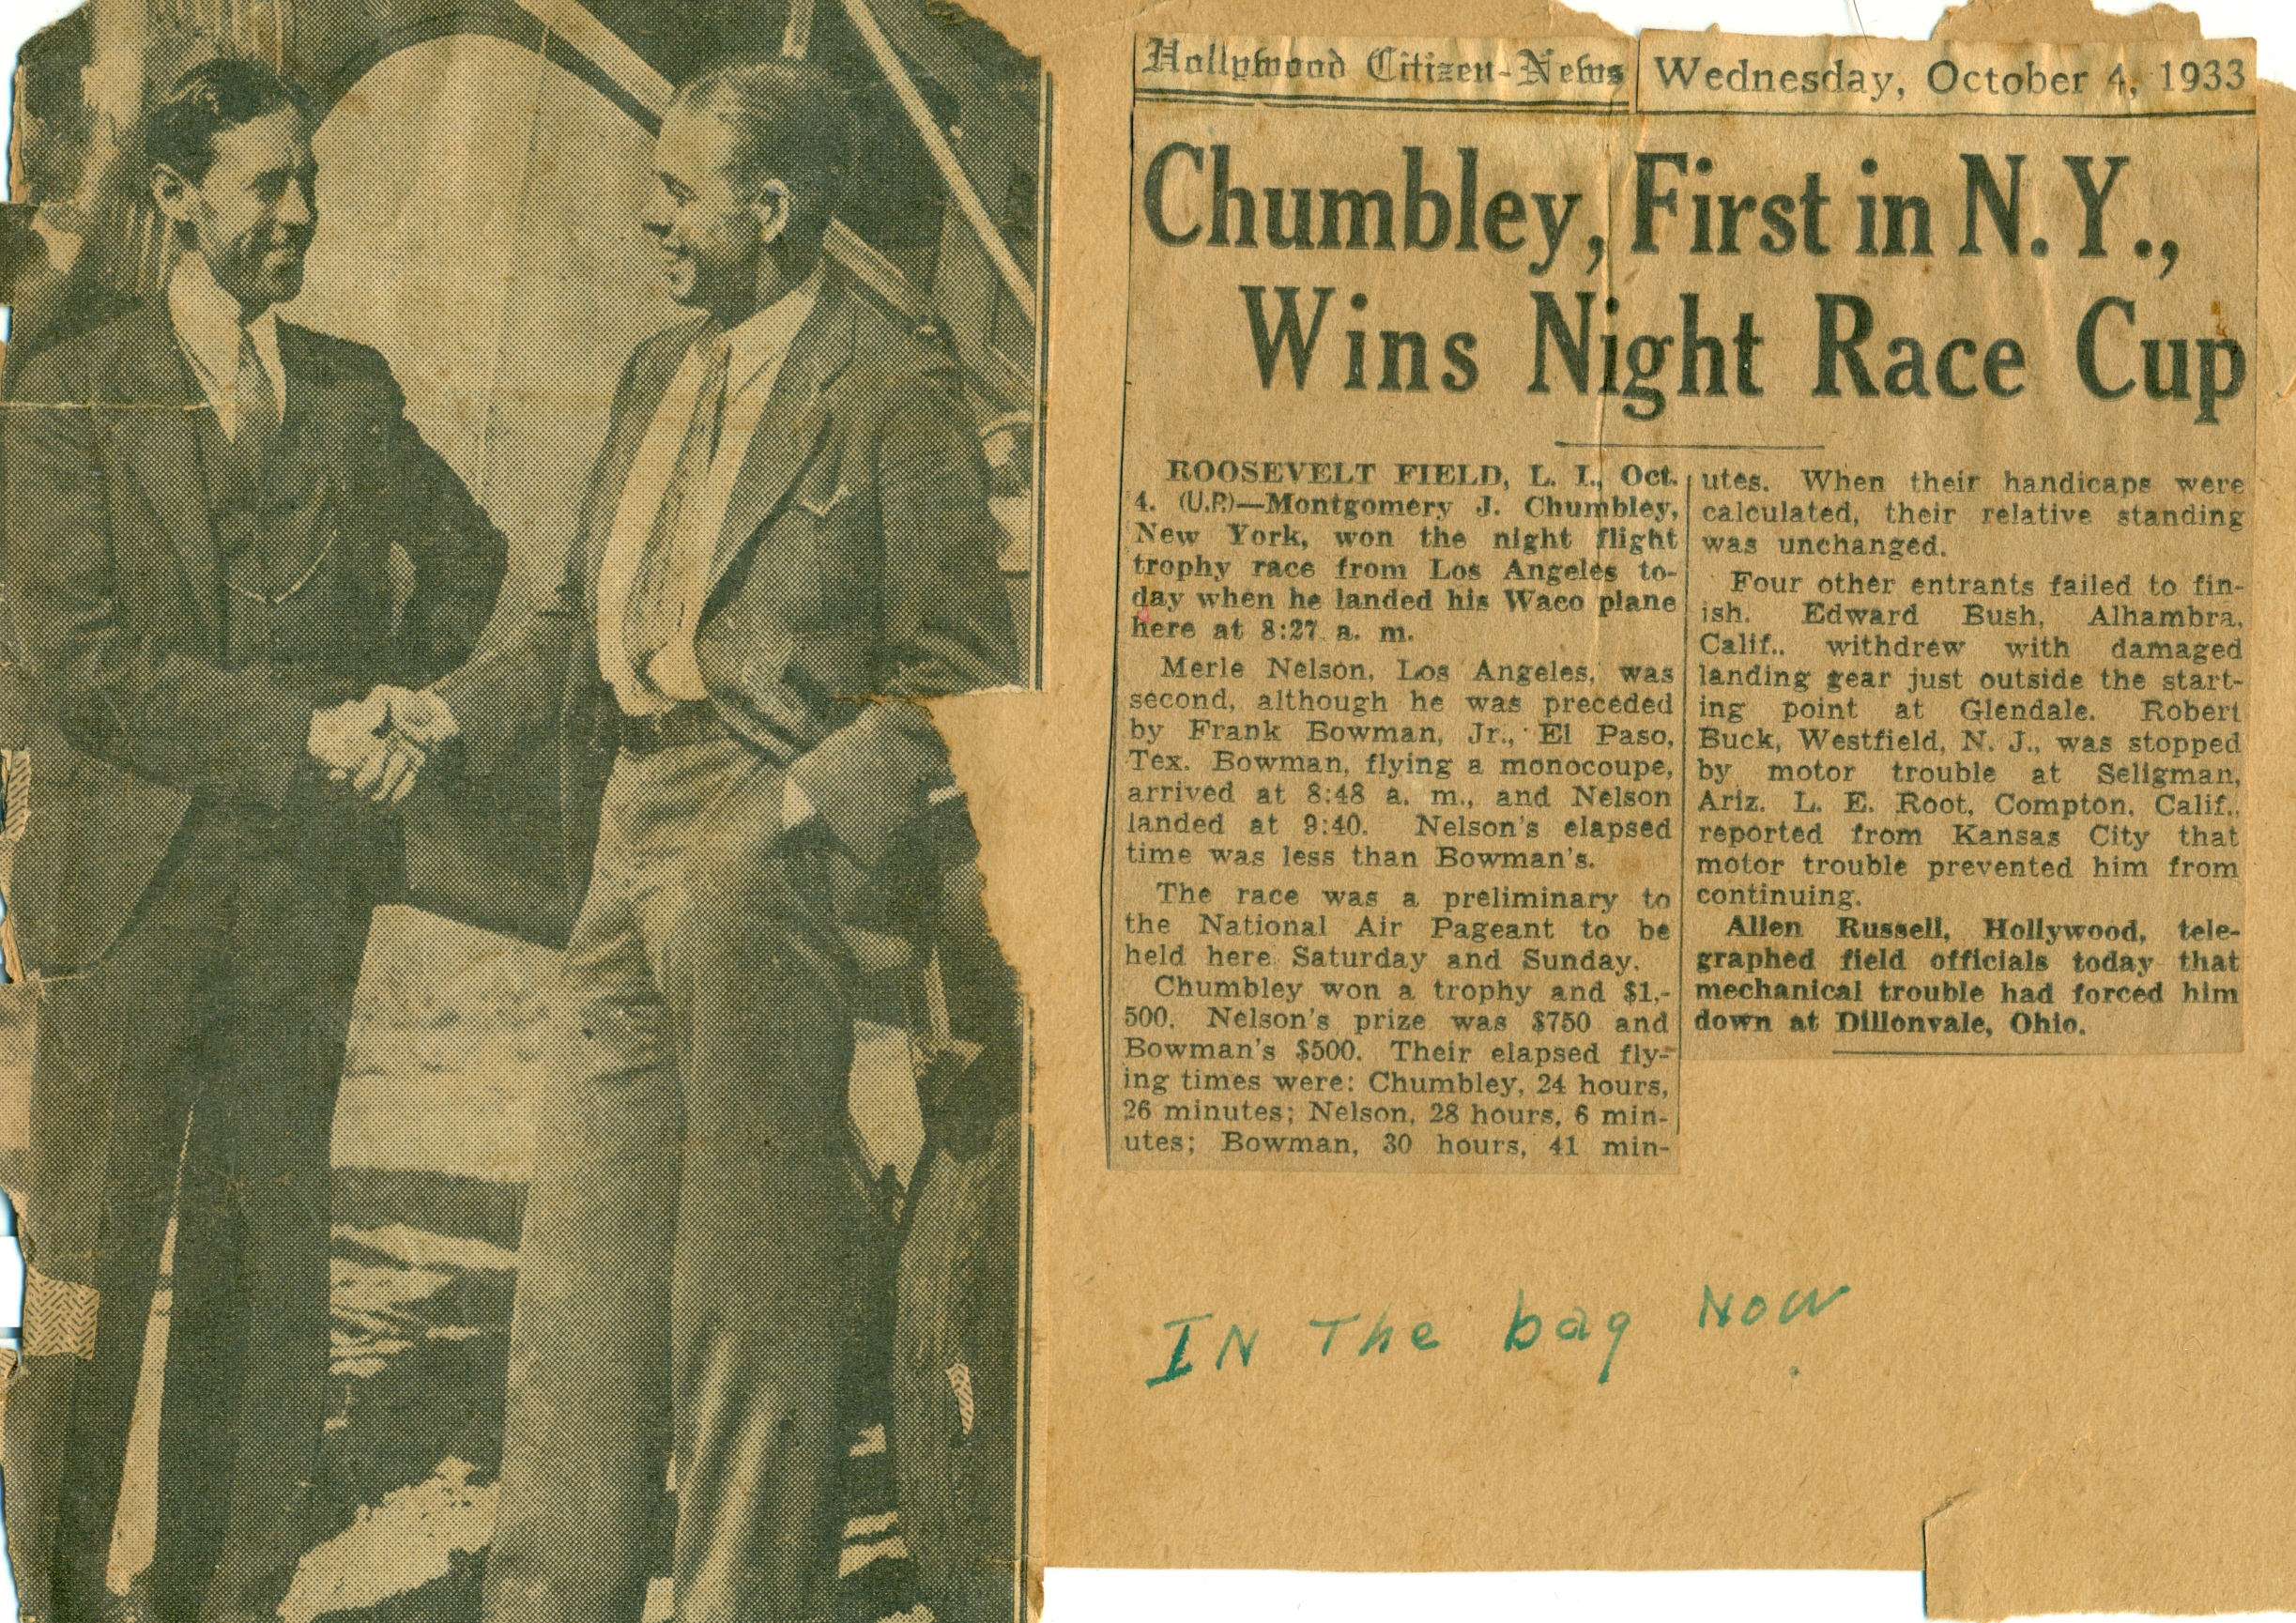 Hollywood Citizen-News
Wednesday, October 4, 1933
Chumbley, First in N.Y.,
Wins Night Race Cup
ROOSEVELT FIELD, L. I., Oct.
4. (U.P.)—Montgomery J. Chumbley,
New York, won the night flight
trophy race from Los Angeles to-
day when he landed his Waco plane
here at 8:27 a. m.
Merle Nelson, Los Angeles, was
second, although he was preceded
by Frank Bowman, Jr., El Paso,
Tex. Bowman, flying a monocoupe,
arrived at 8:48 a. m., and Nelson
landed at 9:40. Nelson's elapsed
time was less than Bowman's.
The race was a preliminary to
the National Air Pageant to be
held here Saturday and Sunday.
Chumbley won a trophy and $1,-
500. Nelson's prize was $750 and
Bowman's $500. Their elapsed fly-
ing times were: Chumbley, 24 hours,
26 minutes; Nelson, 28 hours, 6 min-
utes; Bowman, 30 hours, 41 min-
utes. When their handicaps were
calculated, their relative standing
was unchanged.
Four other entrants failed to fin-
ish. Edward Bush, Alhambra,
Calif., withdrew with damaged
landing gear just outside the start-
ing point at Glendale. Robert
Buck, Westfield, N. J., was stopped
by motor trouble at Seligman,
Ariz. L. E. Root, Compton, Calif.,
reported from Kansas City that
motor trouble prevented him from
continuing.
Allen Russell, Hollywood, tele-
graphed field officials today that
mechanical trouble had forced him
down at Dillonvale, Ohio.
IN The bag Now